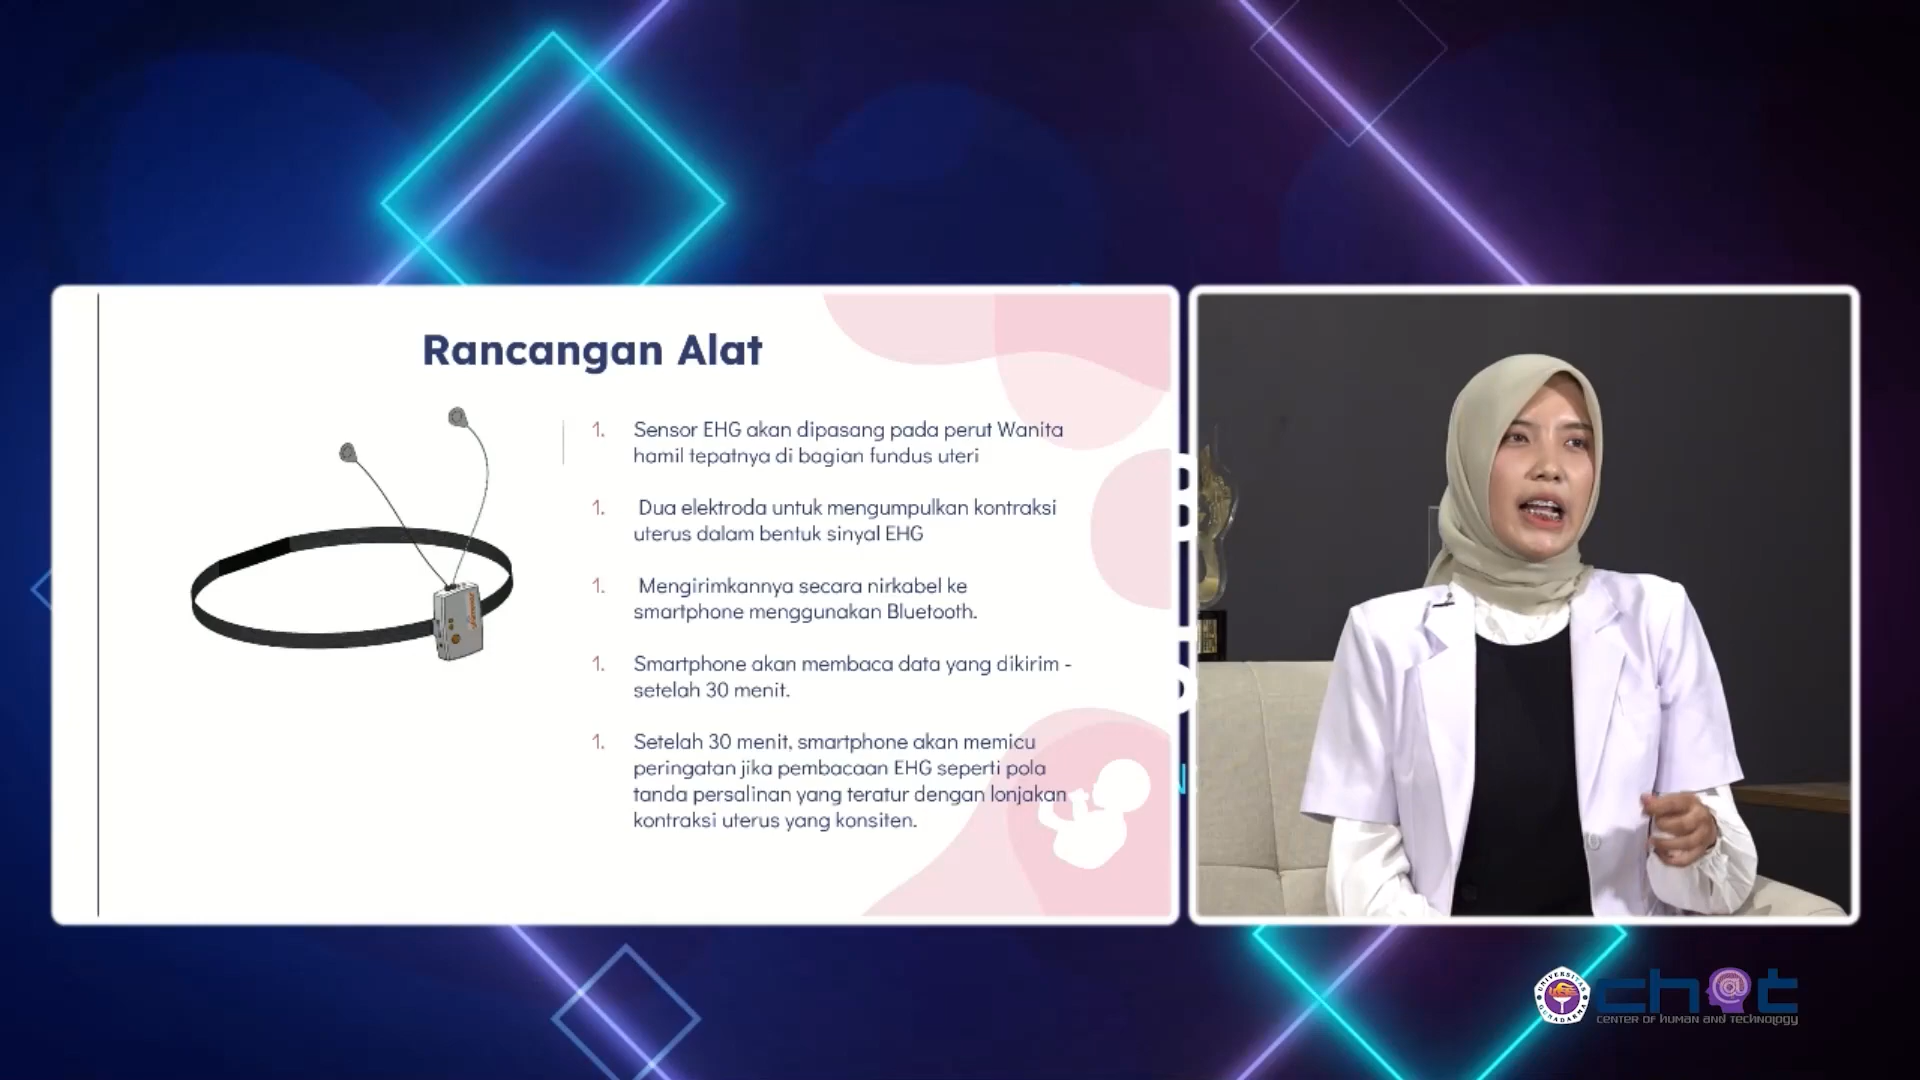 Rancangan Alat
1. Sensor EHG akan dipasang pada perut Wanita
hamil tepatnya di bagian fundus uteri
1. Dua elektroda untuk mengumpulkan kontraksi
uterus dalam bentuk sinyal EHG
1. Mengirimkannya secara nirkabel ke
smartphone menggunakan Bluetooth.
1. Smartphone akan membaca data yang dikirim -
setelah 30 menit.
1. Setelah 30 menit, smartphone akan memicu
peringatan jika pembacaan EHG seperti pola
tanda persalinan yang teratur dengan lonjakan
kontraksi uterus yang konsiten.
UNIVERSITAS GUNADARMA
chat
CENTER OF HUMAN AND TECHNOLOGY